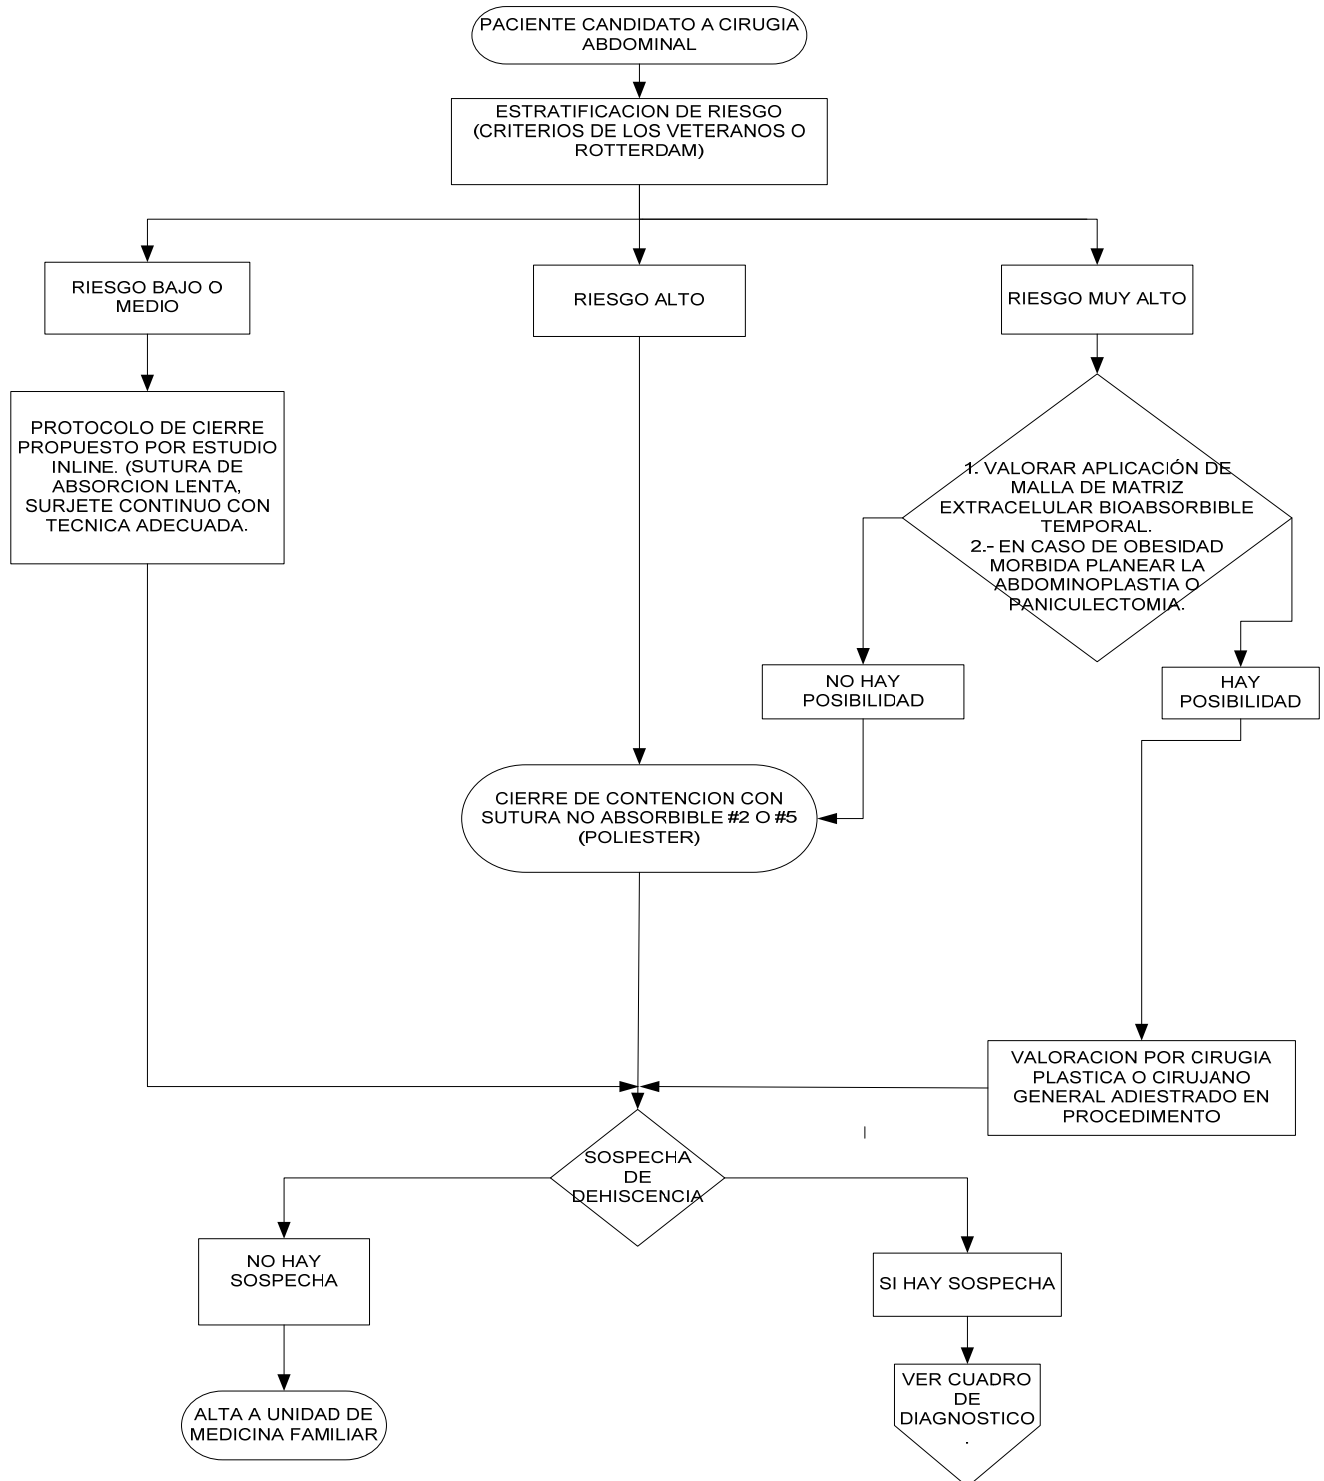 PACIENTE CANDIDATO A CIRUGIA
ABDOMINAL
ESTRATIFICACION DE RIESGO
(CRITERIOS DE LOS VETERANOS O
ROTTERDAM)
RIESGO BAJO O
MEDIO
RIESGO ALTO
RIESGO MUY ALTO
PROTOCOLO DE CIERRE
PROPUESTO POR ESTUDIO
INLINE. (SUTURA DE
ABSORCION LENTA,
SURJETE CONTINUO CON
TECNICA ADECUADA.
1. VALORAR APLICACIÓN DE
MALLA DE MATRIZ
EXTRACELULAR BIOABSORBIBLE
TEMPORAL.
2.- EN CASO DE OBESIDAD
MORBIDA PLANEAR LA
ABDOMINOPLASTIA O
PANICULECTOMIA.
NO HAY
POSIBILIDAD
HAY
POSIBILIDAD
CIERRE DE CONTENCION CON
SUTURA NO ABSORBIBLE #2 O #5
(POLIESTER)
VALORACION POR CIRUGIA
PLASTICA O CIRUJANO
GENERAL ADIESTRADO EN
PROCEDIMENTO
SOSPECHA
DE
DEHISCENCIA
NO HAY
SOSPECHA
SI HAY SOSPECHA
ALTA A UNIDAD DE
MEDICINA FAMILIAR
VER CUADRO
DE
DIAGNOSTICO
.